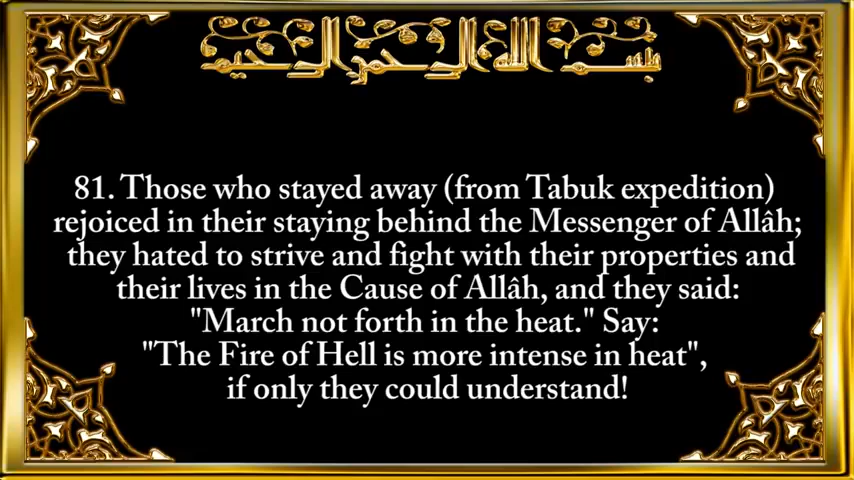 بسم الله الرحمن الرحيم
81. Those who stayed away (from Tabuk expedition)
rejoiced in their staying behind the Messenger of Allâh;
they hated to strive and fight with their properties and
their lives in the Cause of Allâh, and they said:
"March not forth in the heat." Say:
"The Fire of Hell is more intense in heat",
if only they could understand!